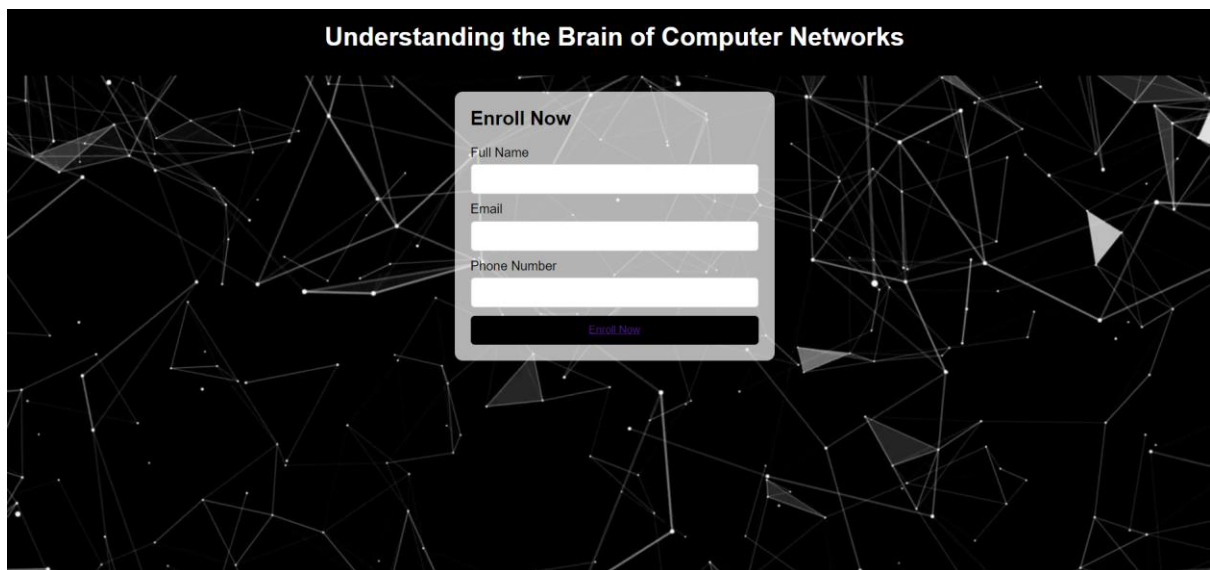 Understanding the Brain of Computer Networks
Enroll Now
Full Name
Email
Phone Number
Enroll Now